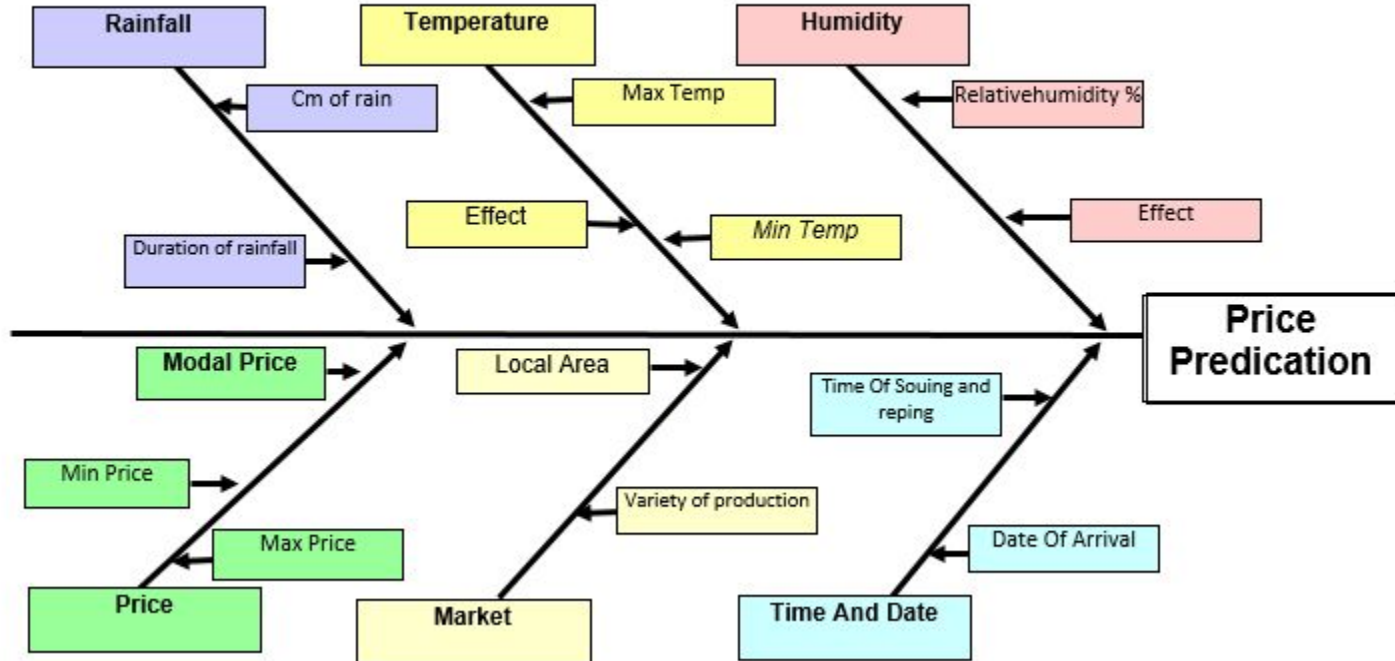 Rainfall
Temperature
Humidity
Cm of rain
Max Temp
Relativehumidity %
Effect
Min Temp
Effect
Duration of rainfall
Price
Predication
Modal Price
Local Area
Time Of Souing and
reping
Min Price
Variety of production
Max Price
Date Of Arrival
Price
Market
Time And Date